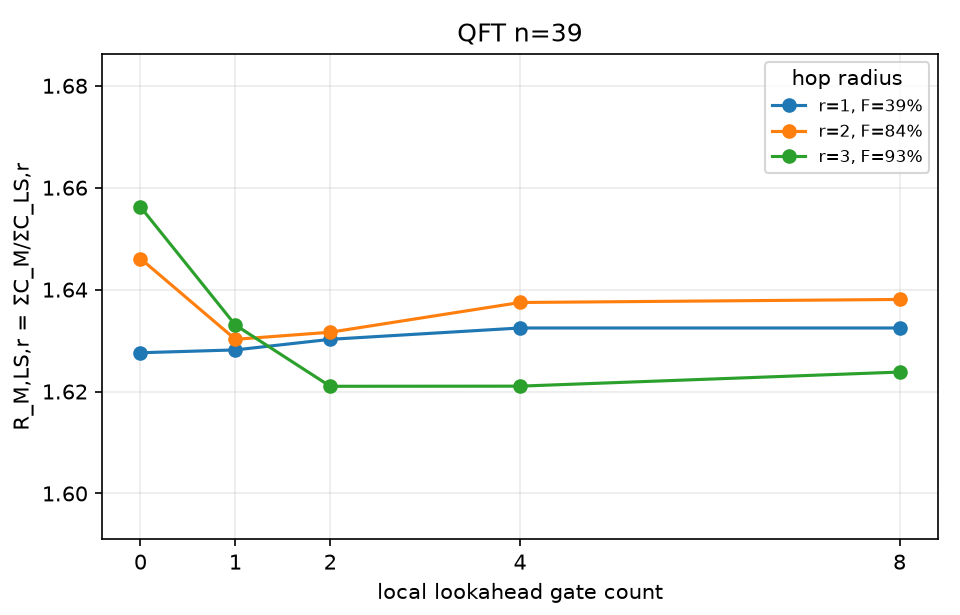 QFT n=39
R_M,LS,r = ΣC_M/ΣC_LS,r
1.68
1.66
1.64
1.62
1.60
hop radius
r=1, F=39%
r=2, F=84%
r=3, F=93%
0 1 2 4 8
local lookahead gate count